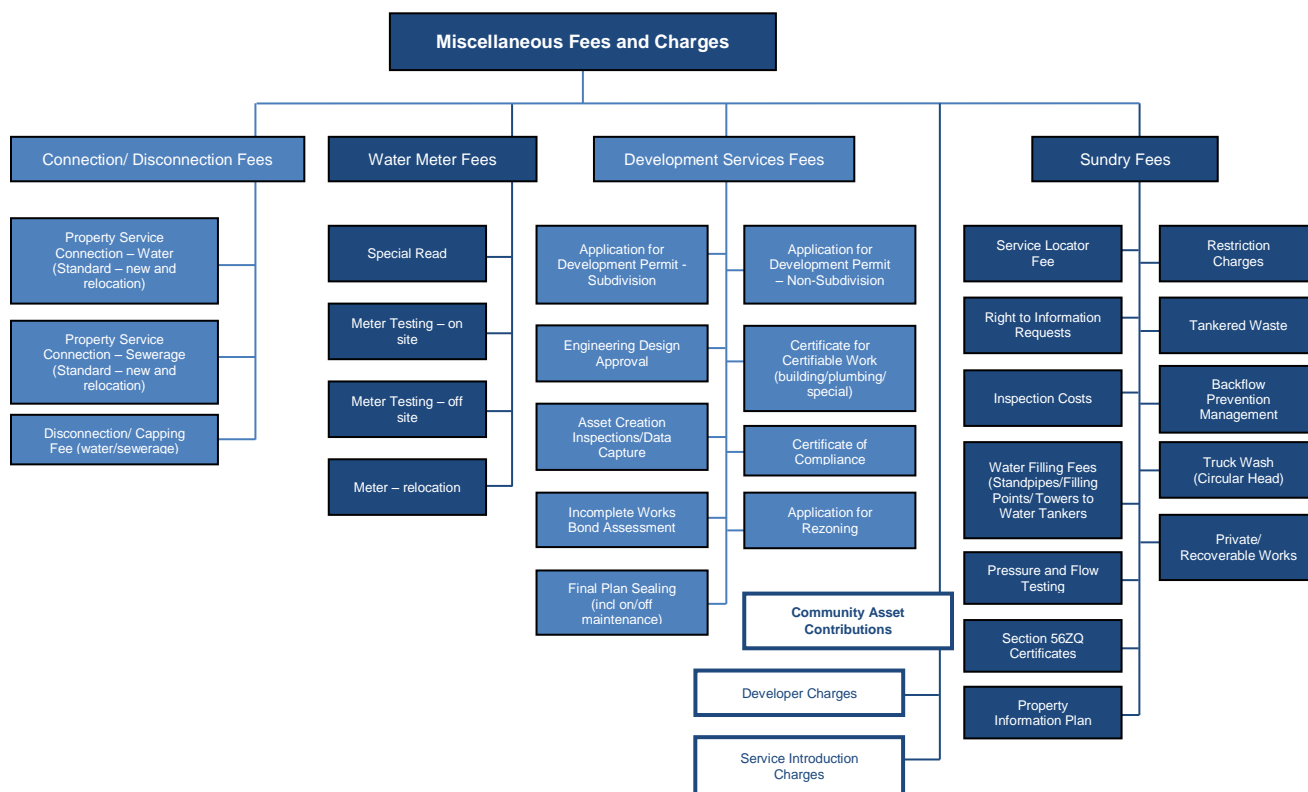 Miscellaneous Fees and Charges
Connection/ Disconnection Fees
Property Service
Connection – Water
(Standard – new and
relocation)
Property Service
Connection – Sewerage
(Standard – new and
relocation)
Disconnection/ Capping
Fee (water/sewerage)
Water Meter Fees
Special Read
Meter Testing – on
site
Meter Testing – off
site
Meter – relocation
Development Services Fees
Application for
Development Permit -
Subdivision
Application for
Development Permit
– Non-Subdivision
Engineering Design
Approval
Certificate for
Certifiable Work
(building/plumbing/
special)
Asset Creation
Inspections/Data
Capture
Certificate of
Compliance
Incomplete Works
Bond Assessment
Application for
Rezoning
Final Plan Sealing
(incl on/off
maintenance)
Community Asset
Contributions
Developer Charges
Service Introduction
Charges
Sundry Fees
Service Locator
Fee
Restriction
Charges
Right to Information
Requests
Tankered Waste
Inspection Costs
Backflow
Prevention
Management
Water Filling Fees
(Standpipes/Filling
Points/ Towers to
Water Tankers
Truck Wash
(Circular Head)
Private/
Recoverable Works
Pressure and Flow
Testing
Section 56ZQ
Certificates
Property
Information Plan